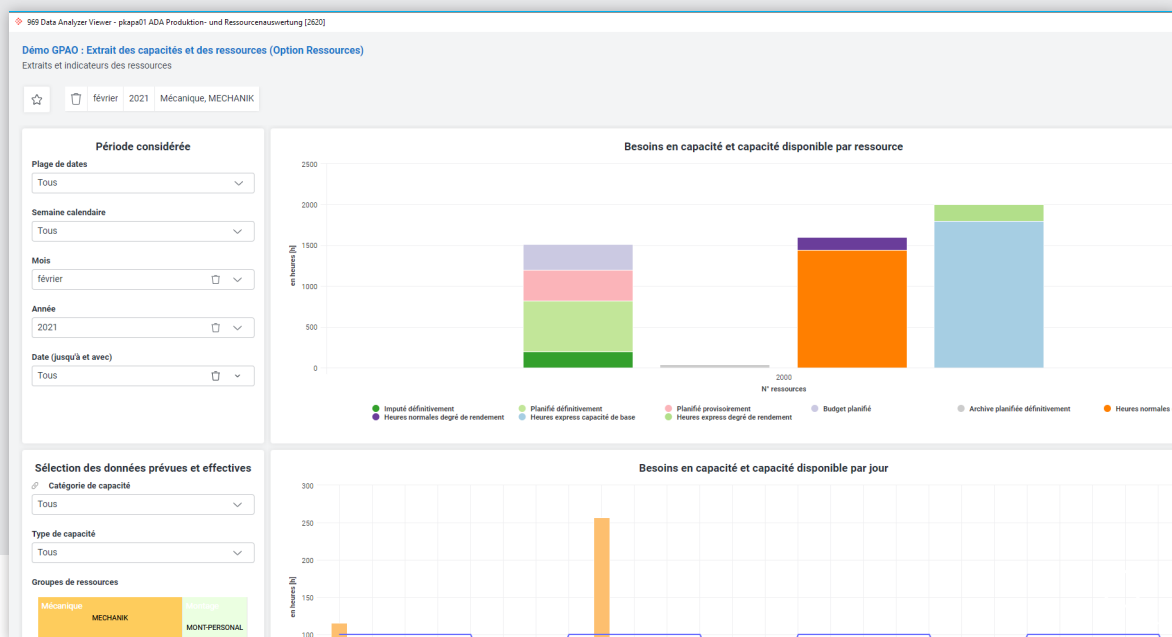 969 Data Analyzer Viewer - pkapa01 ADA Produktion- und Ressourcenauswertung [2620]
Démo GPAO : Extrait des capacités et des ressources (Option Ressources)
Extraits et indicateurs des ressources
février 2021 Mécanique, MECHANIK
Période considérée
Plage de dates
Tous
Semaine calendaire
Tous
Mois
février
Année
2021
Date (jusqu'à et avec)
Tous
Besoins en capacité et capacité disponible par ressource
en heures [h]
2500
2000
1500
1000
500
0
2000
N° ressources
Imputé définitivement Planifié définitivement Planifié provisoirement Budget planifié Archive planifiée définitivement Heures normales
Heures normales degré de rendement Heures express capacité de base Heures express degré de rendement
Sélection des données prévues et effectives
Catégorie de capacité
Tous
Type de capacité
Tous
Groupes de ressources
Mécanique
MECHANIK
MONT-PERSONAL
Besoins en capacité et capacité disponible par jour
en heures [h]
300
250
200
150
100